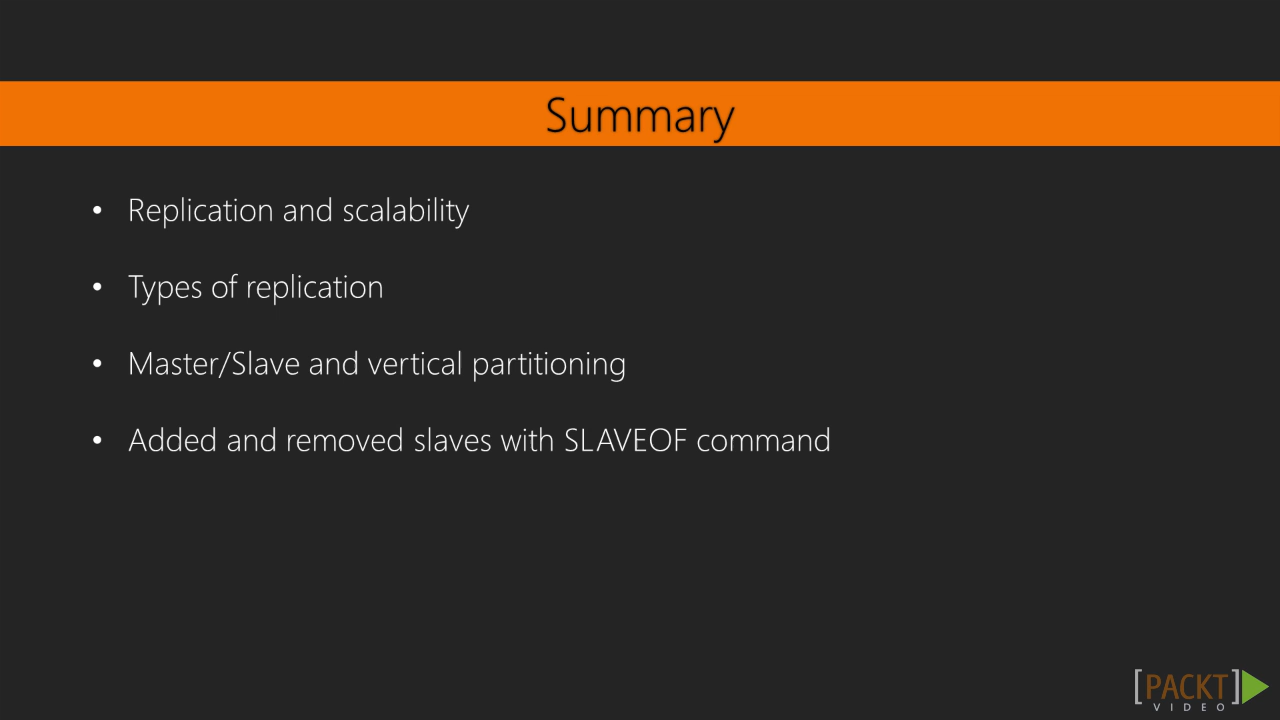 Summary
• Replication and scalability
• Types of replication
• Master/Slave and vertical partitioning
• Added and removed slaves with SLAVEOF command
[PACKT]
VIDEO